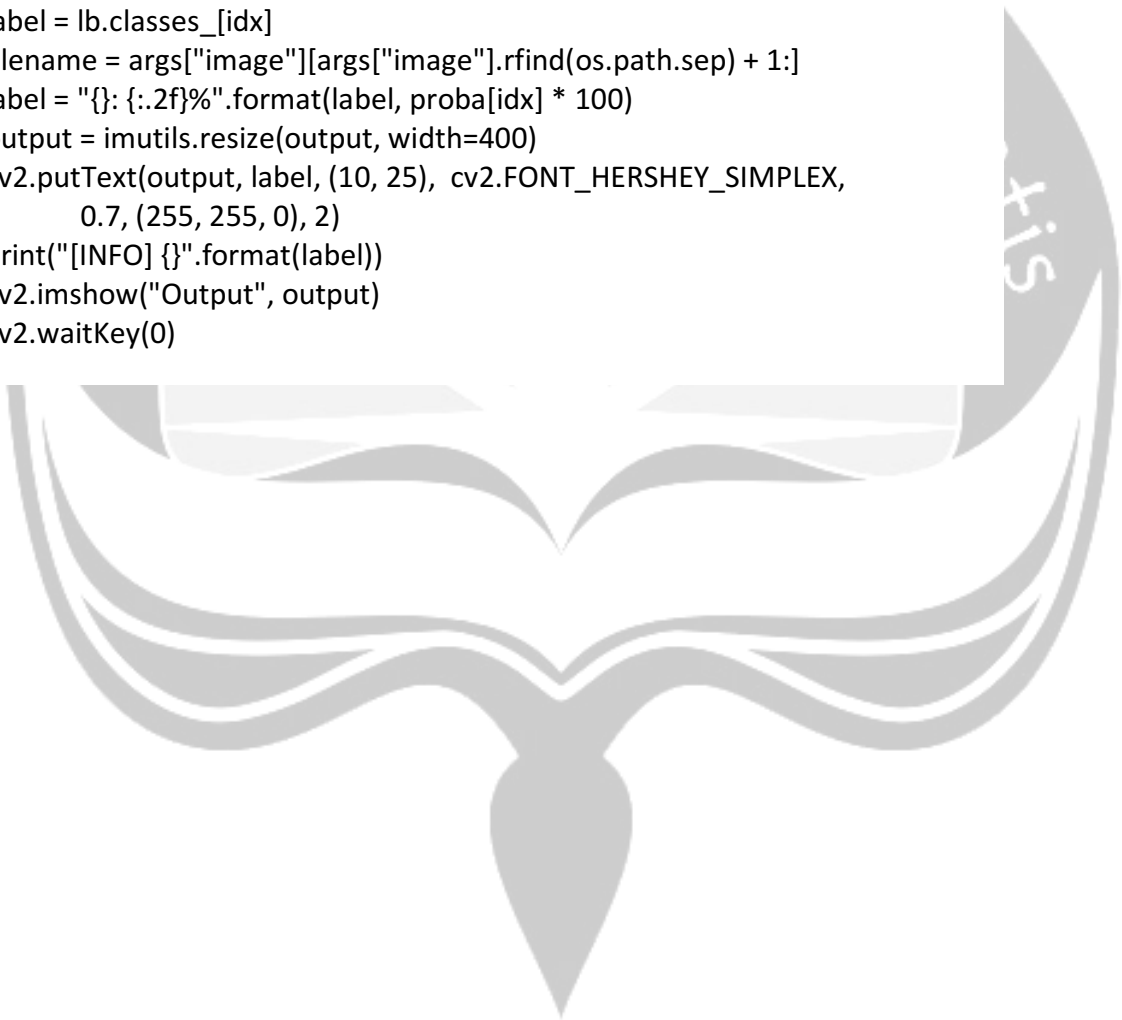 abel = lb.classes_[idx]
lename = args["image"][args["image"].rfind(os.path.sep) + 1:]
abel = "{}: {:.2f}%".format(label, proba[idx] * 100)
utput = imutils.resize(output, width=400)
v2.putText(output, label, (10, 25),  cv2.FONT_HERSHEY_SIMPLEX,
0.7, (255, 255, 0), 2)
rint("[INFO] {}".format(label))
v2.imshow("Output", output)
v2.waitKey(0)
tis